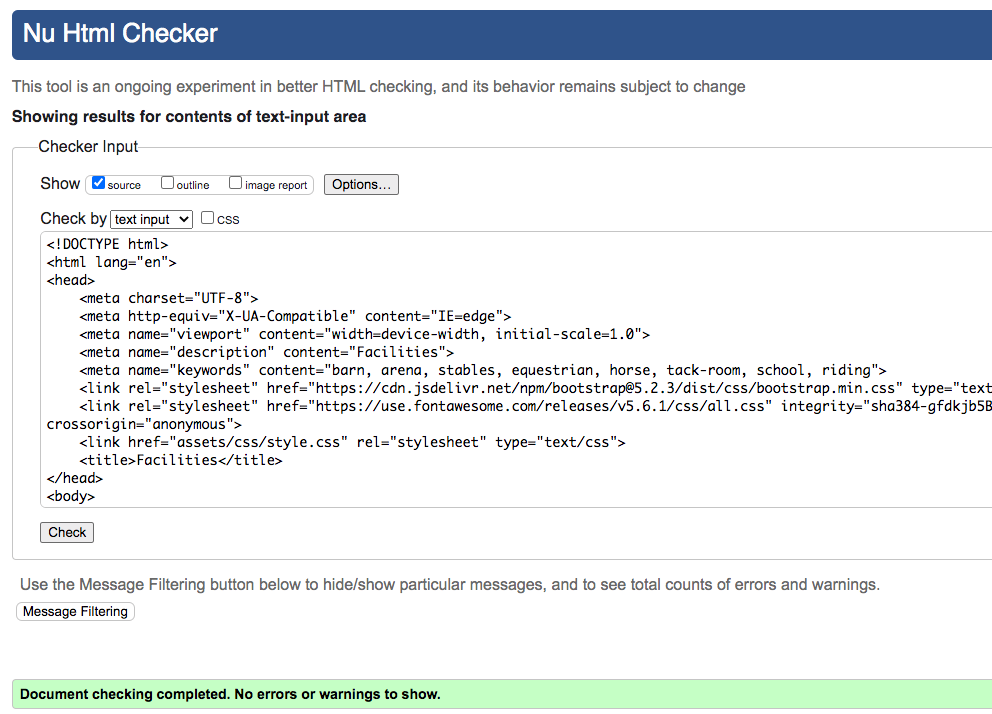 Nu Html Checker
This tool is an ongoing experiment in better HTML checking, and its behavior remains subject to change
Showing results for contents of text-input area
Checker Input
Show source outline image report Options...
Check by text input css
<!DOCTYPE html>
<html lang="en">
<head>
    <meta charset="UTF-8">
    <meta http-equiv="X-UA-Compatible" content="IE=edge">
    <meta name="viewport" content="width=device-width, initial-scale=1.0">
    <meta name="description" content="Facilities">
    <meta name="keywords" content="barn, arena, stables, equestrian, horse, tack-room, school, riding">
    <link rel="stylesheet" href="https://cdn.jsdelivr.net/npm/bootstrap@5.2.3/dist/css/bootstrap.min.css" type="text
    <link rel="stylesheet" href="https://use.fontawesome.com/releases/v5.6.1/css/all.css" integrity="sha384-gfdkjb5B
crossorigin="anonymous">
    <link href="assets/css/style.css" rel="stylesheet" type="text/css">
    <title>Facilities</title>
</head>
<body>
Check
Use the Message Filtering button below to hide/show particular messages, and to see total counts of errors and warnings.
Message Filtering
Document checking completed. No errors or warnings to show.